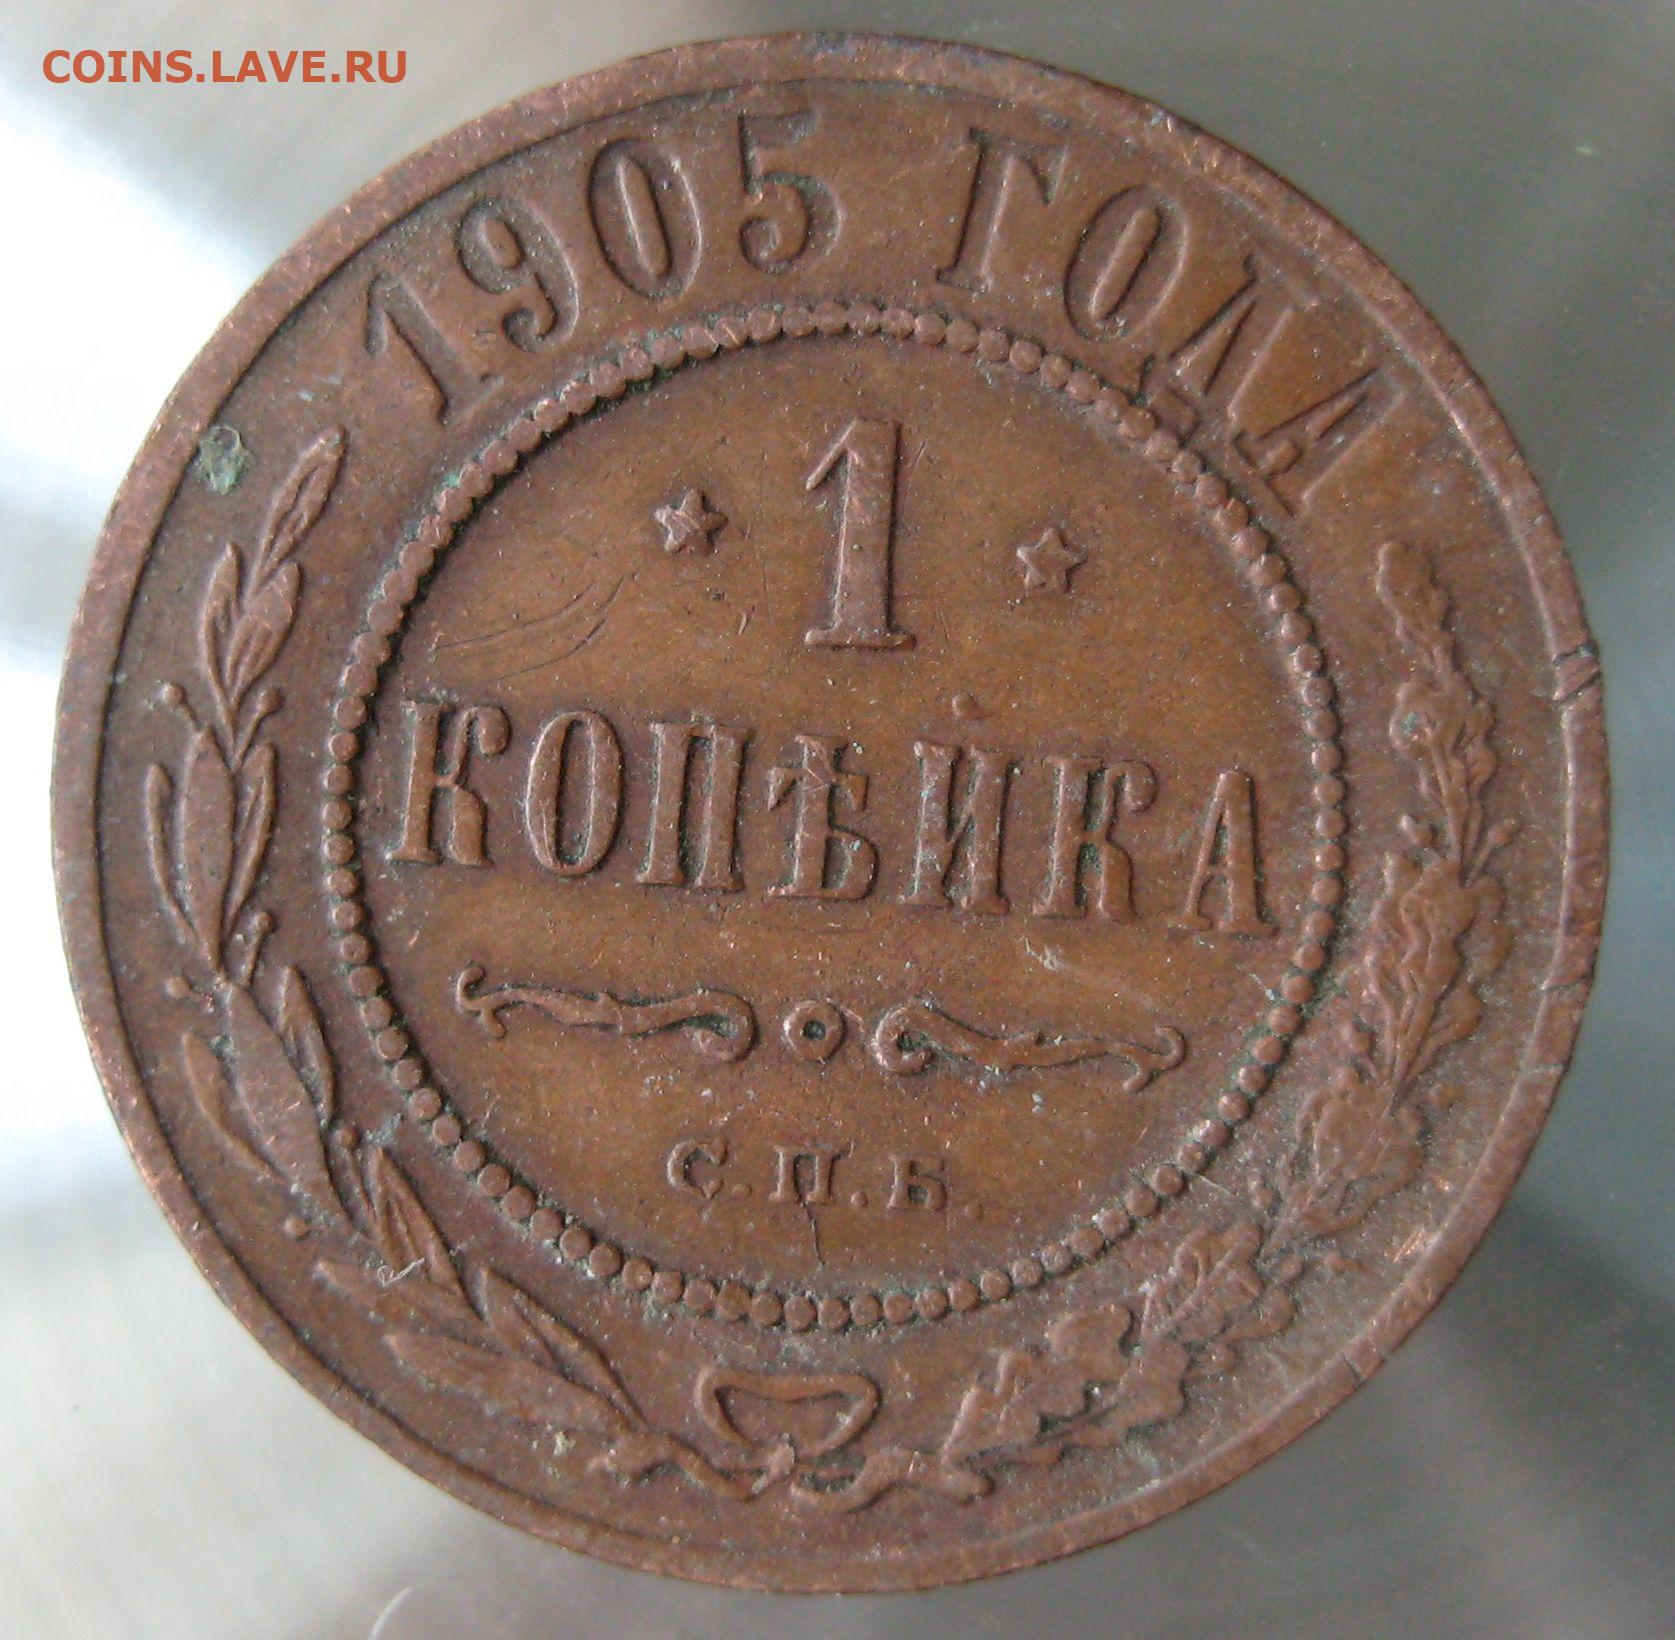 COINS.LAVE.RU
1905 ГОДА
1
КОПѢЙКА
С.П.Б.